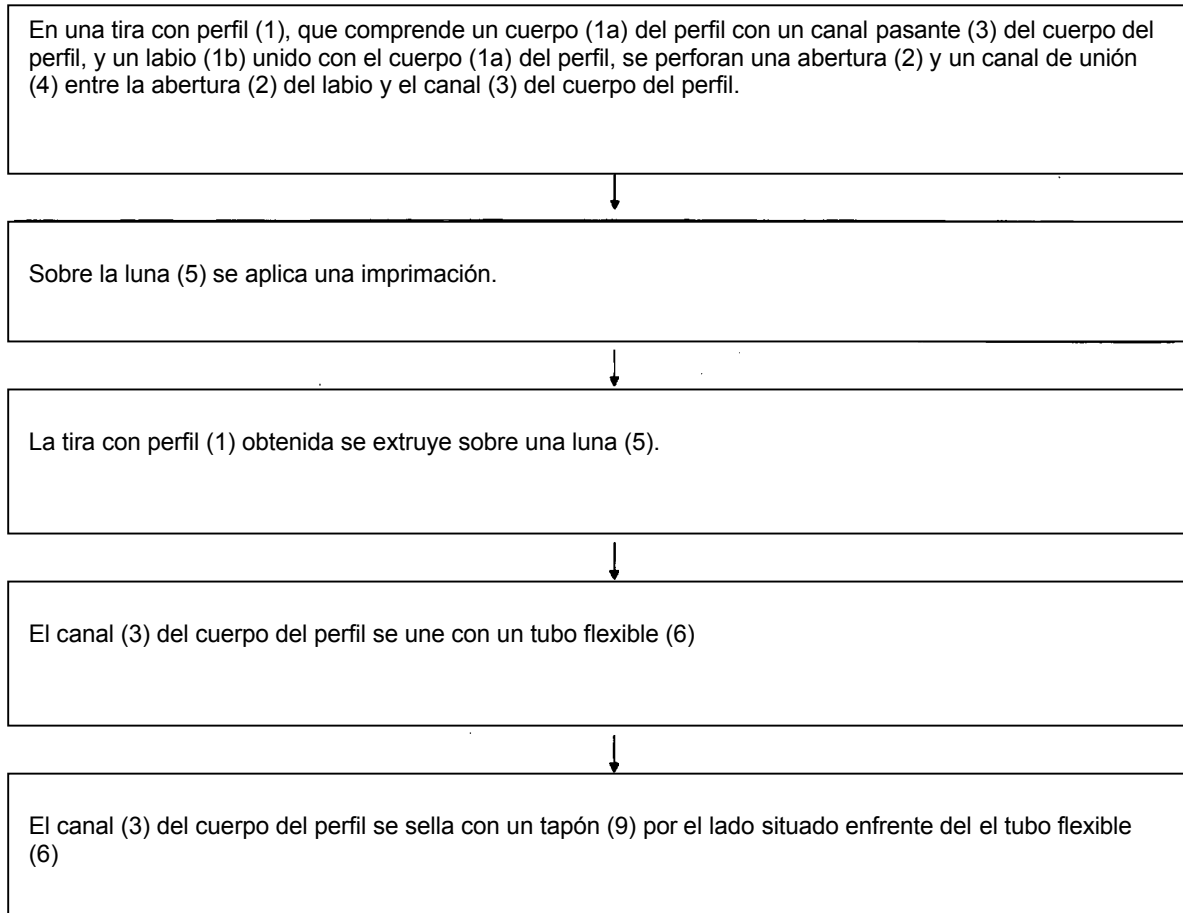 En una tira con perfil (1), que comprende un cuerpo (1a) del perfil con un canal pasante (3) del cuerpo del
perfil, y un labio (1b) unido con el cuerpo (1a) del perfil, se perforan una abertura (2) y un canal de unión
(4) entre la abertura (2) del labio y el canal (3) del cuerpo del perfil.
Sobre la luna (5) se aplica una imprimación.
La tira con perfil (1) obtenida se extruye sobre una luna (5).
El canal (3) del cuerpo del perfil se une con un tubo flexible (6)
El canal (3) del cuerpo del perfil se sella con un tapón (9) por el lado situado enfrente del el tubo flexible
(6)